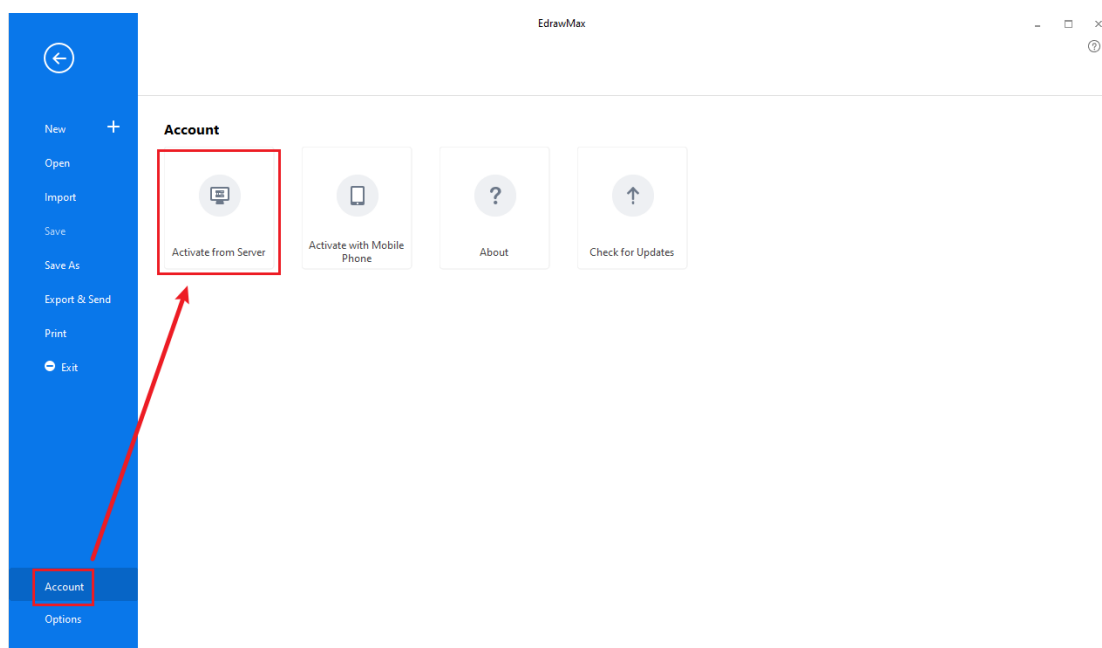 EdrawMax
New
Open
Import
Save
Save As
Export & Send
Print
Exit
Account
Options
Account
Activate from Server
Activate with Mobile
Phone
?
About
Check for Updates
?